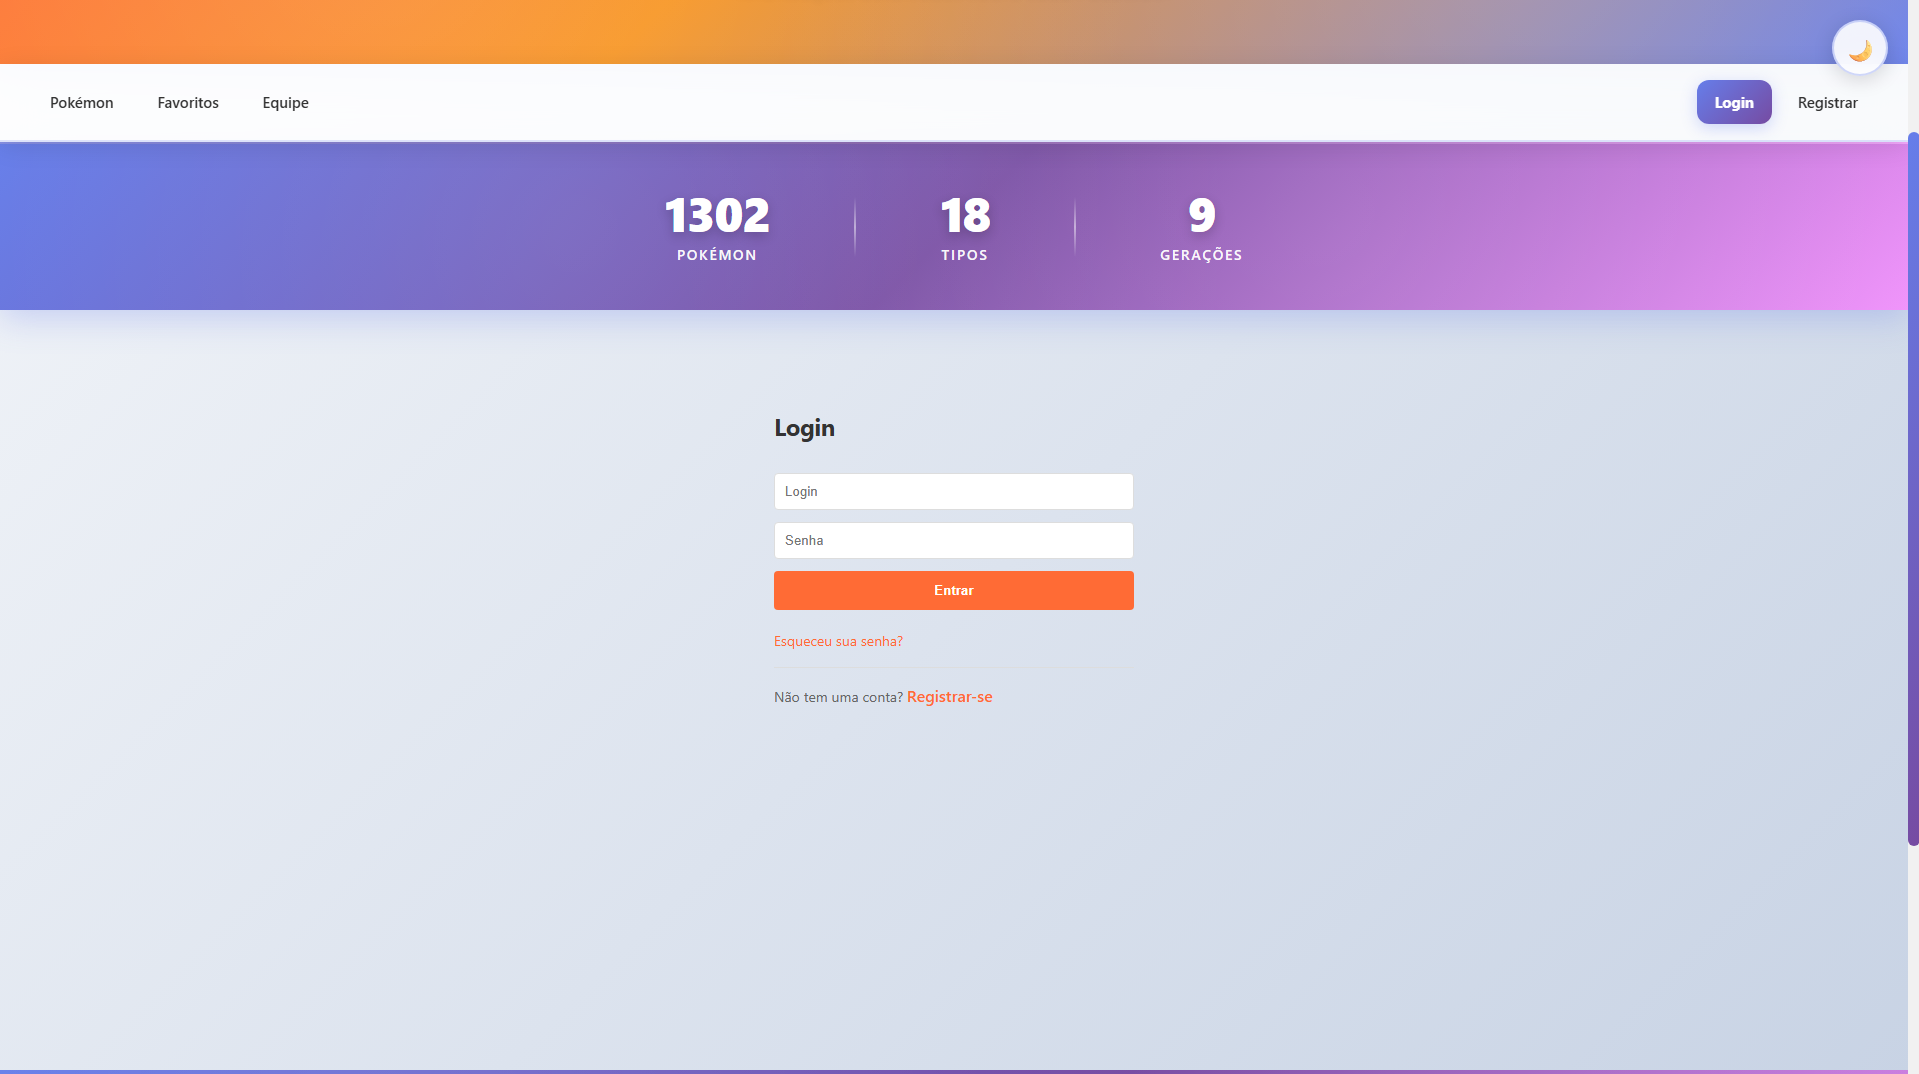 Pokémon Favoritos Equipe Login Registrar
1302 18 9
POKÉMON TIPOS GERAÇÕES
Login
Login
Senha
Entrar
Esqueceu sua senha?
Não tem uma conta? Registrar-se